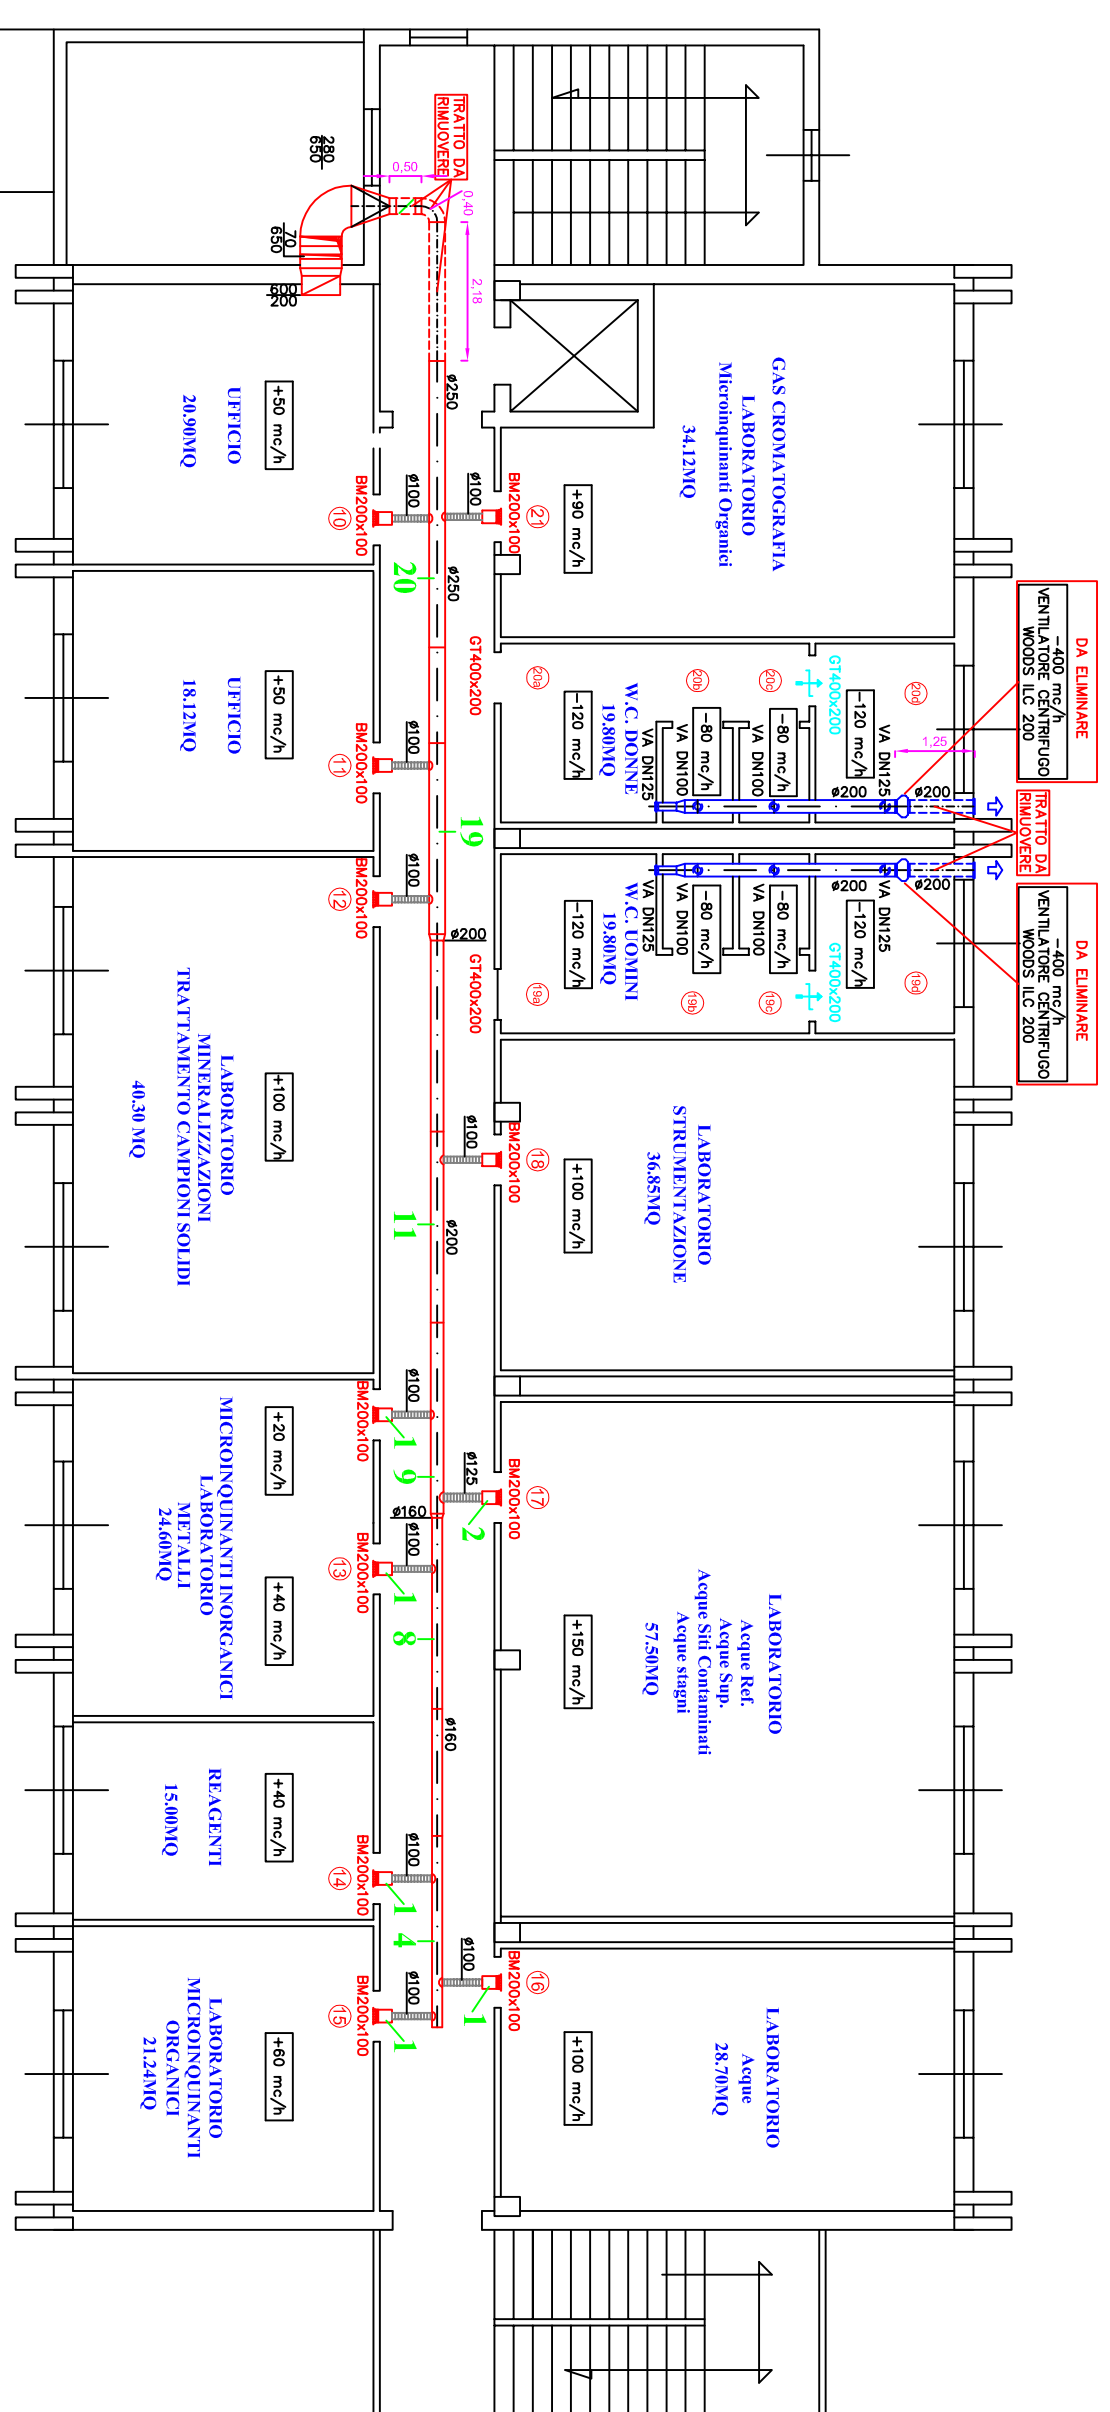 DA ELIMINARE
-400 mc/h
VENTILATORE CENTRIFUGO
WOODS ILC 200
TRATTO DA
RIMUOVERE
DA ELIMINARE
-400 mc/h
VENTILATORE CENTRIFUGO
WOODS ILC 200
1,25
ø200
ø200
ø200
ø200
GAS CROMATOGRAFIA
LABORATORIO
Microinquinanti Organici
34.12MQ
+90 mc/h
20d
VA DN125
-120 mc/h
GT400x200
20c
-80 mc/h
VA DN100
20b
-80 mc/h
VA DN100
VA DN125
W.C. DONNE
19.80MQ
-120 mc/h
20a
19d
VA DN125
-120 mc/h
GT400x200
19c
-80 mc/h
VA DN100
19b
-80 mc/h
VA DN100
VA DN125
W.C. UOMINI
19.80MQ
-120 mc/h
19a
LABORATORIO
STRUMENTAZIONE
36.85MQ
+100 mc/h
LABORATORIO
Acque Ref.
Acque Sup.
Acque Siti Contaminati
Acque stagni
57.50MQ
+150 mc/h
LABORATORIO
Acque
28.70MQ
+100 mc/h
21
BM200x100
ø100
GT400x200
GT400x200
18
BM200x100
ø100
17
BM200x100
ø125
2
16
BM200x100
ø100
1
TRATTO DA
RIMUOVERE
0,50
0,40
2,18
280
650
70
650
600
200
ø250
ø250
20
19
ø200
ø200
11
9
ø160
8
ø160
4
ø100
BM200x100
10
ø100
BM200x100
11
ø100
BM200x100
12
ø100
BM200x100
1
ø100
BM200x100
13
1
ø100
BM200x100
14
1
ø100
BM200x100
15
1
+50 mc/h
UFFICIO
20.90MQ
+50 mc/h
UFFICIO
18.12MQ
+100 mc/h
LABORATORIO
MINERALIZZAZIONI
TRATTAMENTO CAMPIONI SOLIDI
40.30 MQ
+20 mc/h
+40 mc/h
MICROINQUINANTI INORGANICI
LABORATORIO
METALLI
24.60MQ
+40 mc/h
REAGENTI
15.00MQ
+60 mc/h
LABORATORIO
MICROINQUINANTI
ORGANICI
21.24MQ